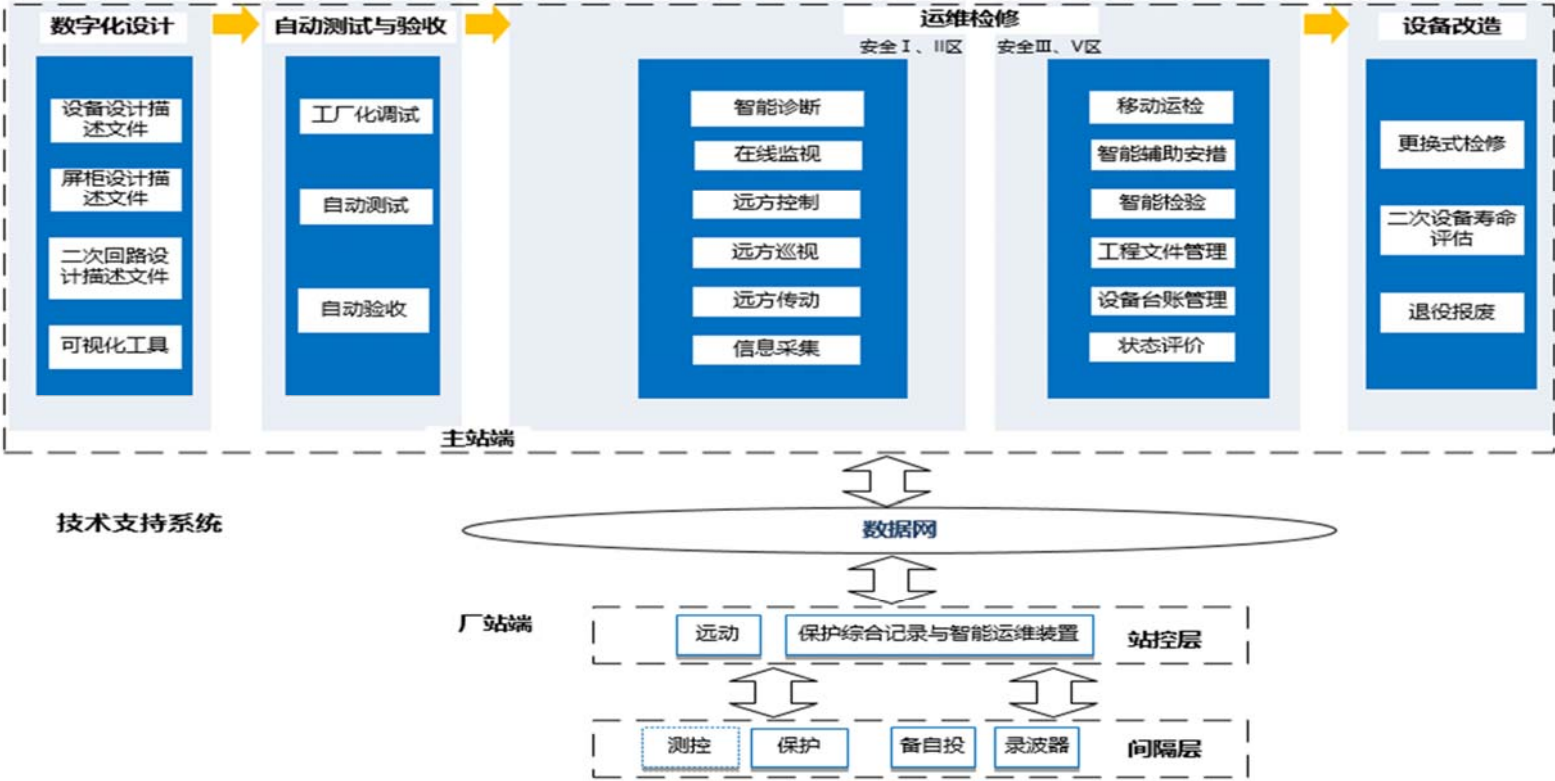 数字化设计
设备设计描
述文件
屏柜设计描
述文件
二次回路设
计描述文件
可视化工具
自动测试与验收
工厂化调试
自动测试
自动验收
运维检修
安全Ⅰ、II区
智能诊断
在线监视
远方控制
远方巡视
远方传动
信息采集
安全Ⅲ、V区
移动运检
智能辅助安措
智能检验
工程文件管理
设备台账管理
状态评价
设备改造
更换式检修
二次设备寿命
评估
退役报废
主站端
技术支持系统
数据网
厂站端
远动
保护综合记录与智能运维装置
站控层
测控
保护
备自投
录波器
间隔层